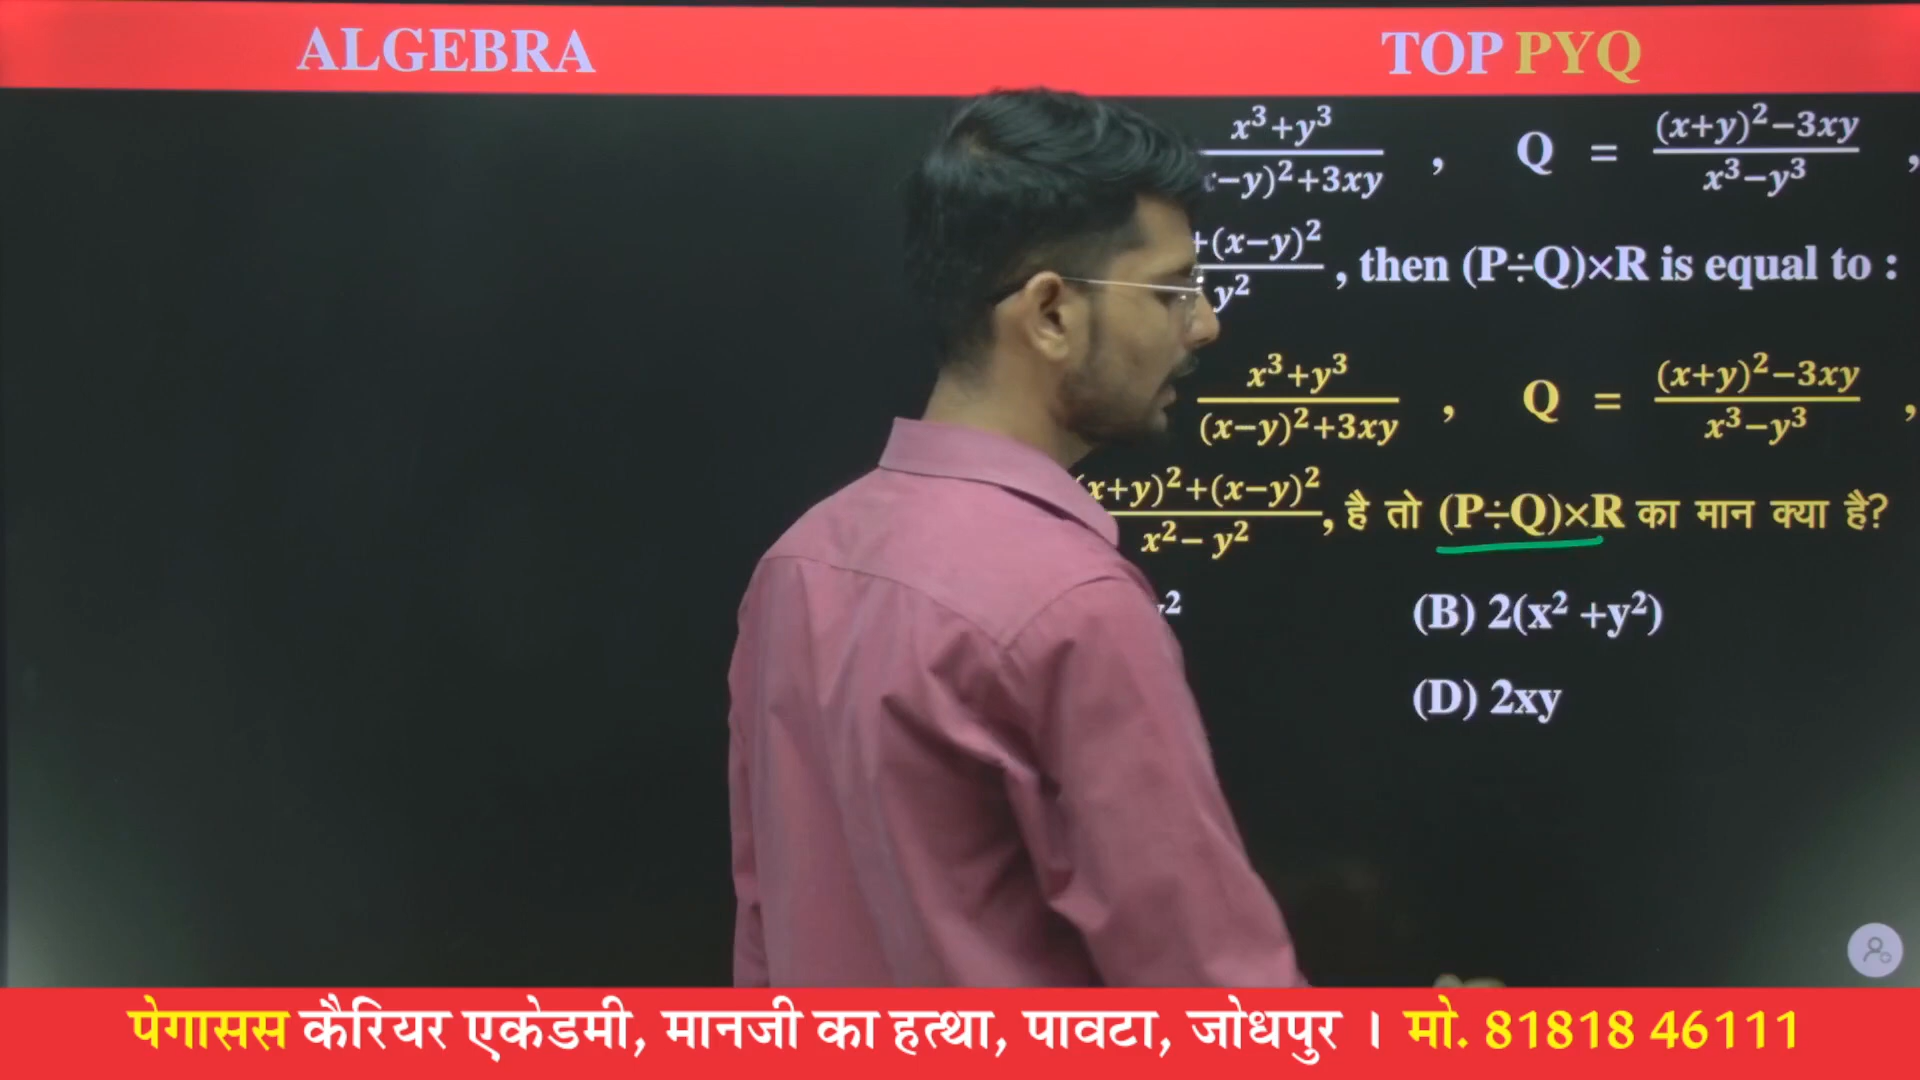 ALGEBRA
TOP PYQ
x³+y³ / –y)²+3xy , Q = (x+y)²−3xy / x³−y³ ,
+(x−y)² / y² , then (P÷Q)×R is equal to :
x³+y³ / (x−y)²+3xy , Q = (x+y)²−3xy / x³−y³ ,
(x+y)²+(x−y)² / x²− y² , है तो (P÷Q)×R का मान क्या है?
(B) 2(x² +y²)
(D) 2xy
पेगासस कैरियर एकेडमी, मानजी का हत्था, पावटा, जोधपुर । मो. 81818 46111